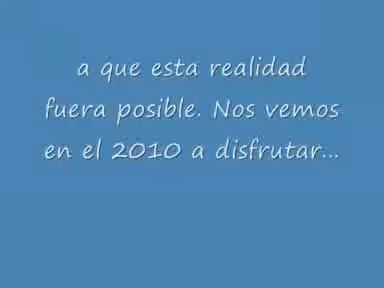 a que esta realidad
fuera posible. Nos vemos
en el 2010 a disfrutar...